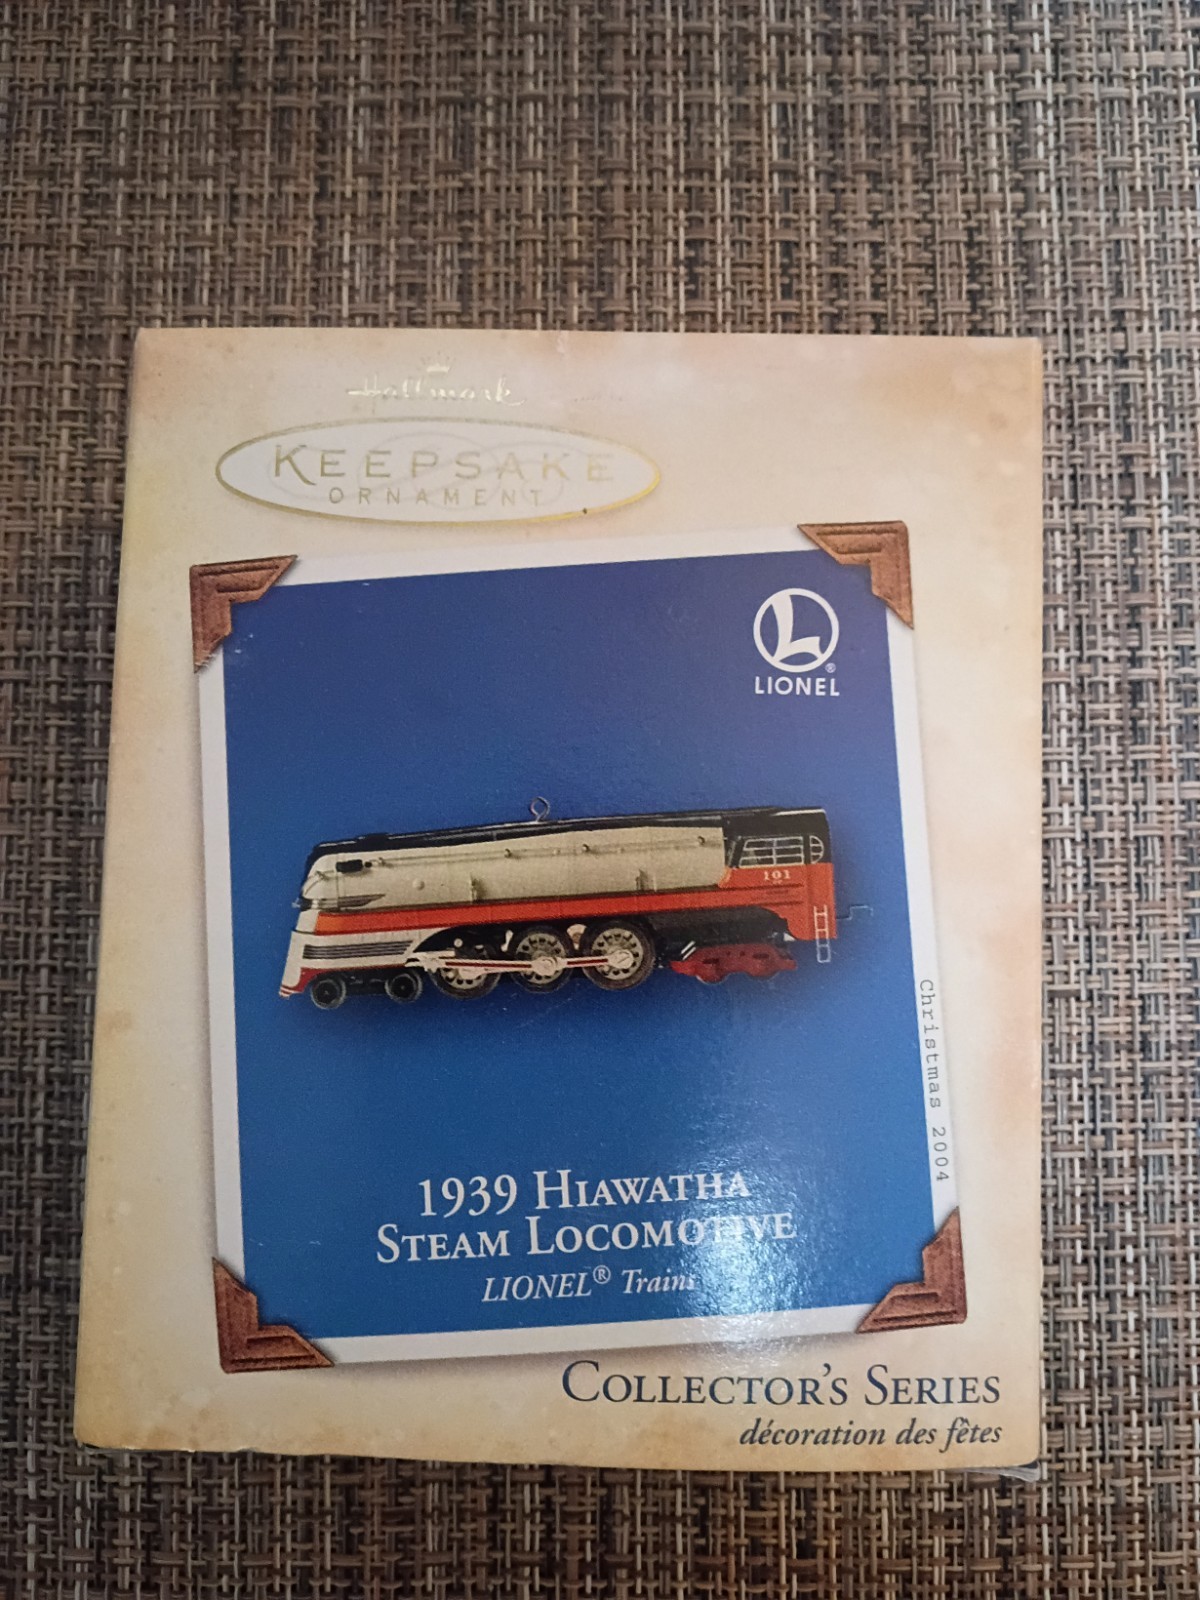 Hallmark
KEEPSAKE
ORNAMENT
LIONEL®
101
Christmas 2004
1939 HIAWATHA
STEAM LOCOMOTIVE
LIONEL® Trains
COLLECTOR'S SERIES
décoration des fêtes